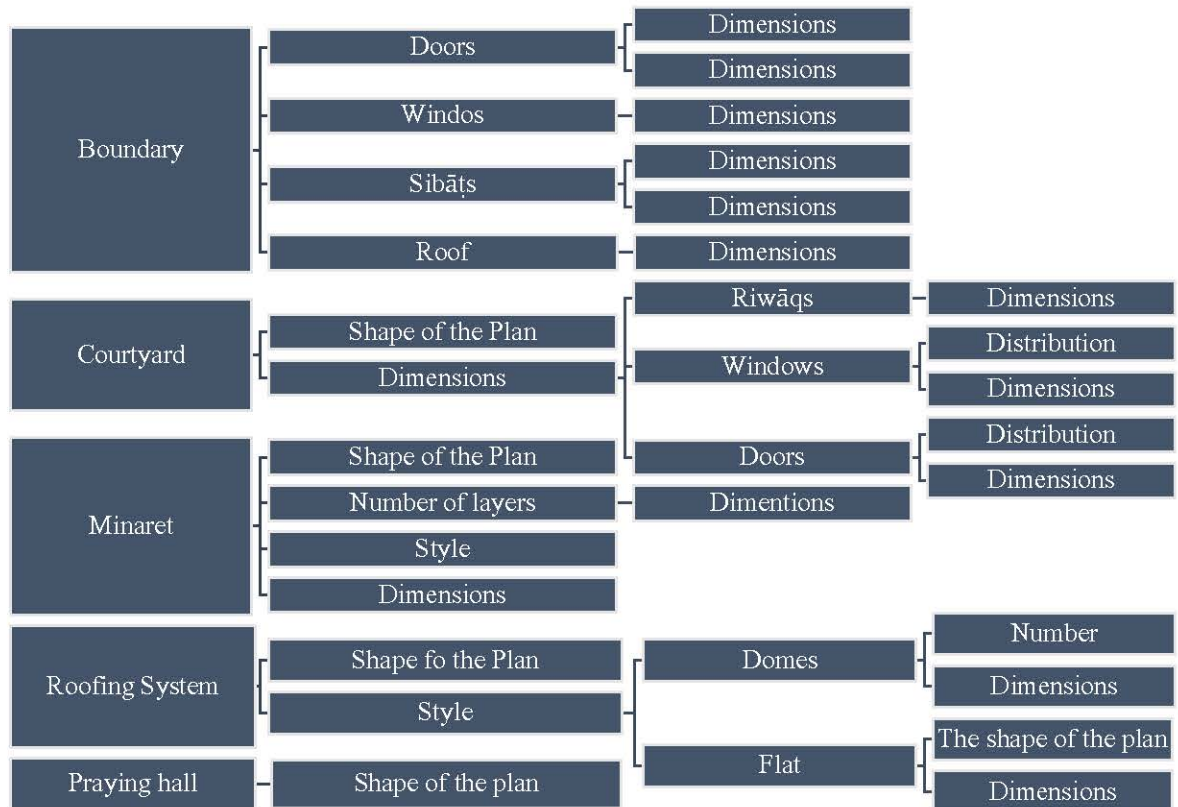 Boundary
Doors
Dimensions
Dimensions
Windos
Dimensions
Sibāṭs
Dimensions
Dimensions
Roof
Dimensions
Courtyard
Shape of the Plan
Dimensions
Riwāqs
Dimensions
Windows
Distribution
Dimensions
Doors
Distribution
Dimensions
Minaret
Shape of the Plan
Number of layers
Dimentions
Style
Dimensions
Roofing System
Shape fo the Plan
Style
Domes
Number
Dimensions
Flat
The shape of the plan
Dimensions
Praying hall
Shape of the plan